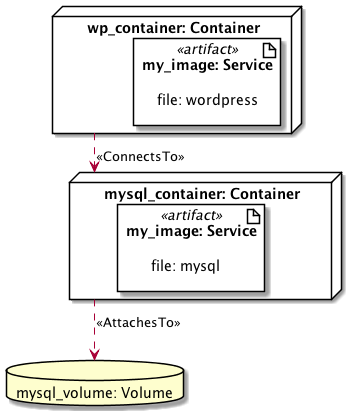 wp_container: Container
«artifact»
my_image: Service
file: wordpress
«ConnectsTo»
mysql_container: Container
«artifact»
my_image: Service
file: mysql
«AttachesTo»
mysql_volume: Volume